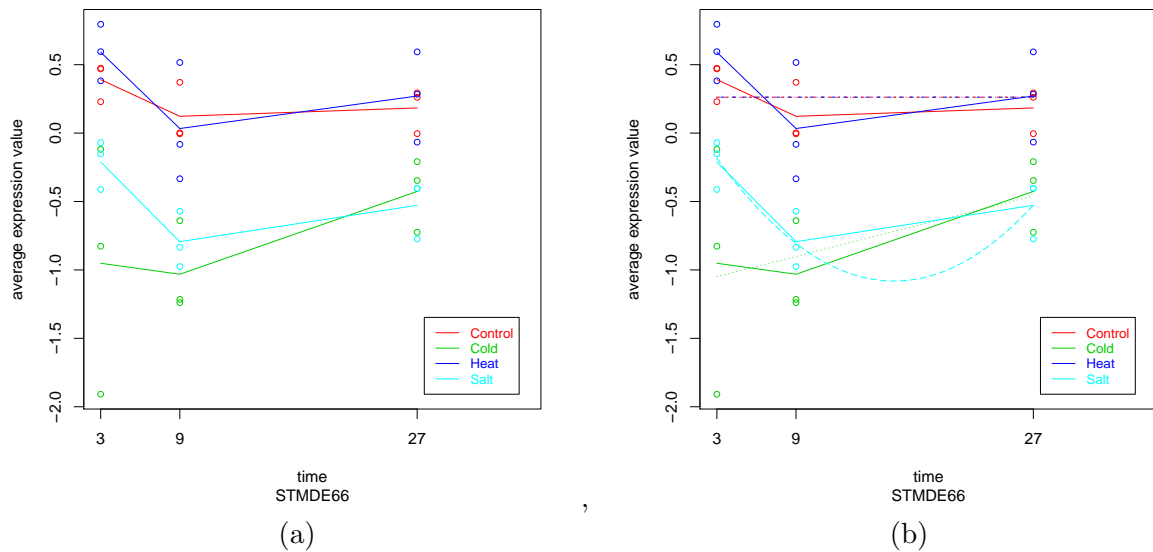 average expression value
0.5
0.0
−0.5
−1.0
−1.5
−2.0
Control
Cold
Heat
Salt
3
9
27
time
STMDE66
(a)
,
average expression value
0.5
0.0
−0.5
−1.0
−1.5
−2.0
Control
Cold
Heat
Salt
3
9
27
time
STMDE66
(b)